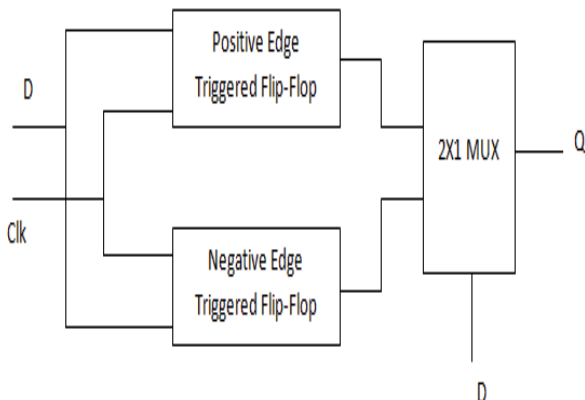 Positive Edge
Triggered Flip-Flop
D
2X1 MUX
Q
Clk
Negative Edge
Triggered Flip-Flop
D